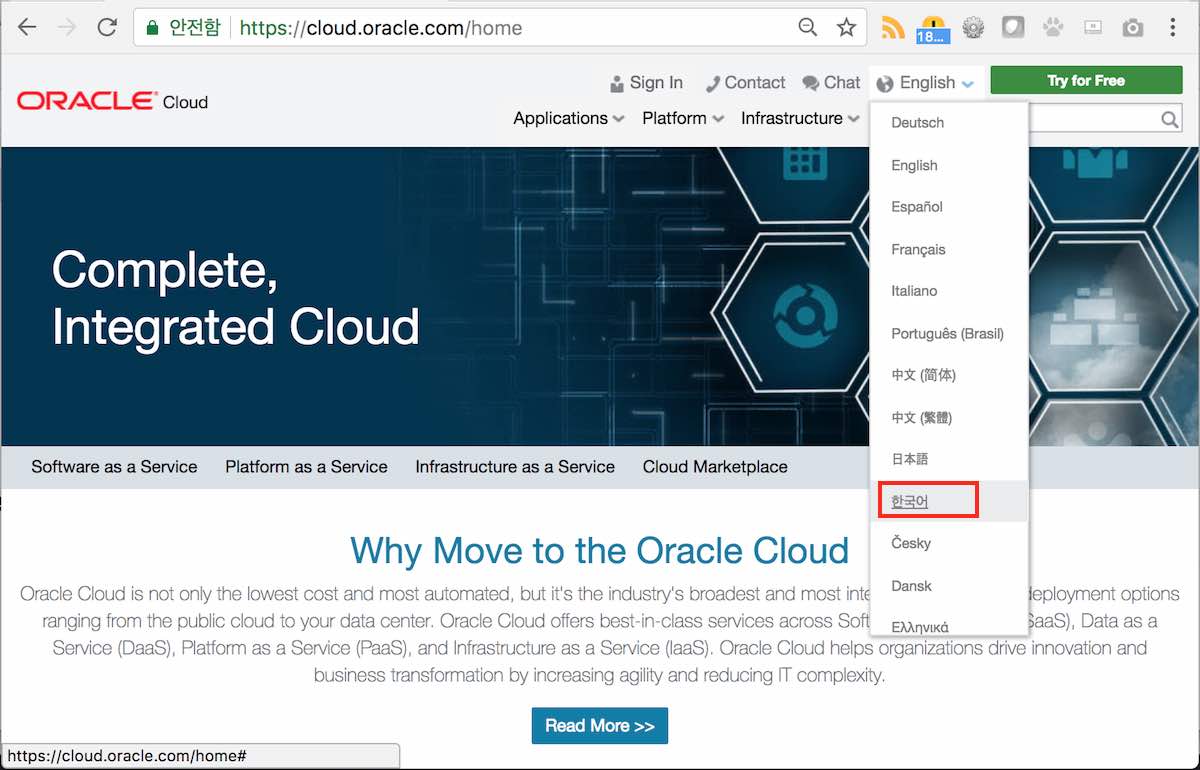 안전함 https://cloud.oracle.com/home
18...
Sign In Contact Chat English Try for Free
ORACLE Cloud
Applications Platform Infrastructure
Deutsch
English
Español
Français
Italiano
Português (Brasil)
中文 (简体)
中文 (繁體)
日本語
한국어
Česky
Dansk
Ελληνικά
Complete,
Integrated Cloud
Software as a Service Platform as a Service Infrastructure as a Service Cloud Marketplace
Why Move to the Oracle Cloud
Oracle Cloud is not only the lowest cost and most automated, but it's the industry's broadest and most deployment options
ranging from the public cloud to your data center. Oracle Cloud offers best-in-class services across SaaS), Data as a
Service (DaaS), Platform as a Service (PaaS), and Infrastructure as a Service (IaaS). Oracle Cloud helps organizations drive innovation and
business transformation by increasing agility and reducing IT complexity.
Read More >>
https://cloud.oracle.com/home#